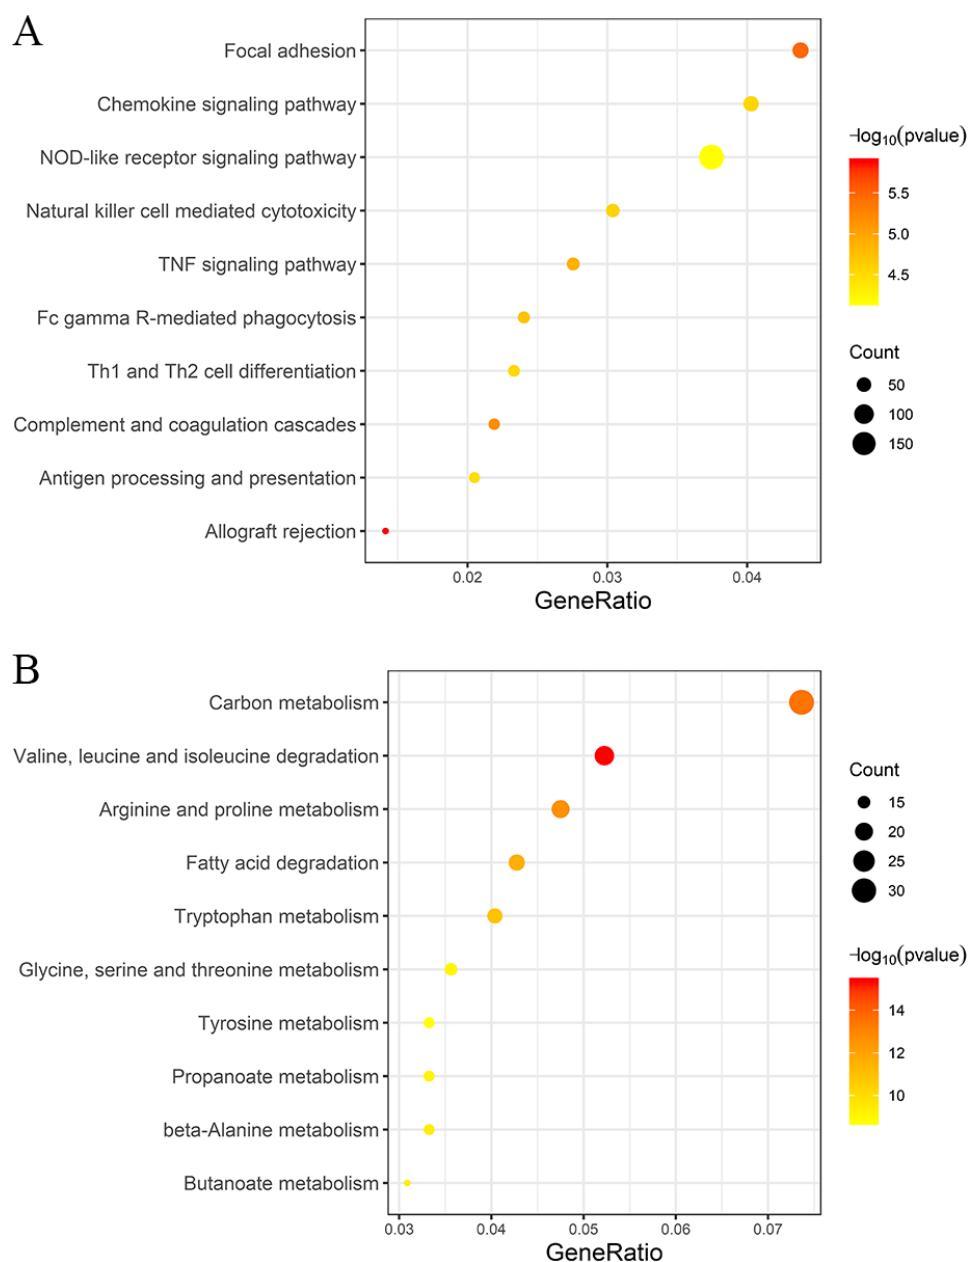 A
Focal adhesion
Chemokine signaling pathway
NOD-like receptor signaling pathway
Natural killer cell mediated cytotoxicity
TNF signaling pathway
Fc gamma R-mediated phagocytosis
Th1 and Th2 cell differentiation
Complement and coagulation cascades
Antigen processing and presentation
Allograft rejection
0.02 0.03 0.04
GeneRatio
−log₁₀(pvalue)
5.5
5.0
4.5
Count
50
100
150
B
Carbon metabolism
Valine, leucine and isoleucine degradation
Arginine and proline metabolism
Fatty acid degradation
Tryptophan metabolism
Glycine, serine and threonine metabolism
Tyrosine metabolism
Propanoate metabolism
beta-Alanine metabolism
Butanoate metabolism
0.03 0.04 0.05 0.06 0.07
GeneRatio
Count
15
20
25
30
−log₁₀(pvalue)
14
12
10